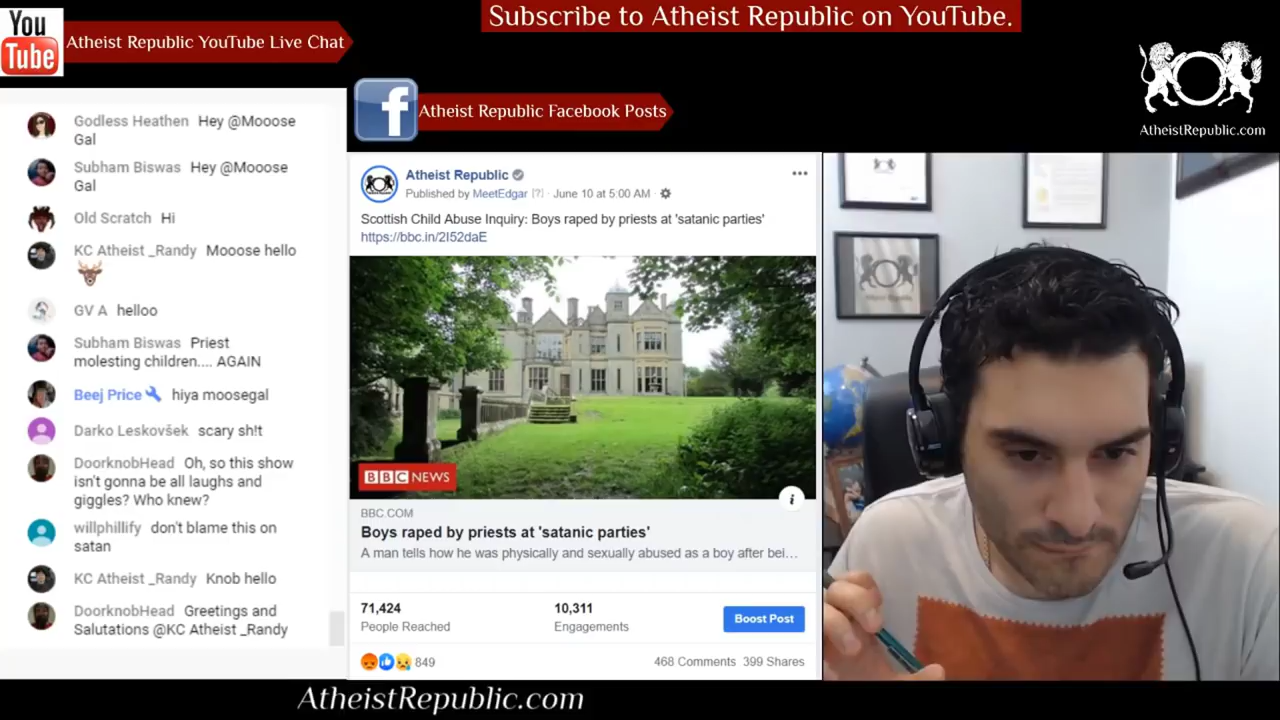 Subscribe to Atheist Republic on YouTube.
You
Tube
Atheist Republic YouTube Live Chat
Atheist Republic Facebook Posts
AtheistRepublic.com
Godless Heathen Hey @Mooose
Gal
Subham Biswas Hey @Mooose
Gal
Old Scratch Hi
KC Atheist _Randy Mooose hello
GV A helloo
Subham Biswas Priest
molesting children.... AGAIN
Beej Price hiya moosegal
Darko Leskovšek scary sh!t
DoorknobHead Oh, so this show
isn't gonna be all laughs and
giggles? Who knew?
willphillify don't blame this on
satan
KC Atheist _Randy Knob hello
DoorknobHead Greetings and
Salutations @KC Atheist _Randy
Atheist Republic
Published by MeetEdgar [?] · June 10 at 5:00 AM ·
Scottish Child Abuse Inquiry: Boys raped by priests at 'satanic parties'
https://bbc.in/2I52daE
BBC NEWS
i
BBC.COM
Boys raped by priests at 'satanic parties'
A man tells how he was physically and sexually abused as a boy after bei…
71,424
People Reached
10,311
Engagements
Boost Post
849
468 Comments 399 Shares
AtheistRepublic.com